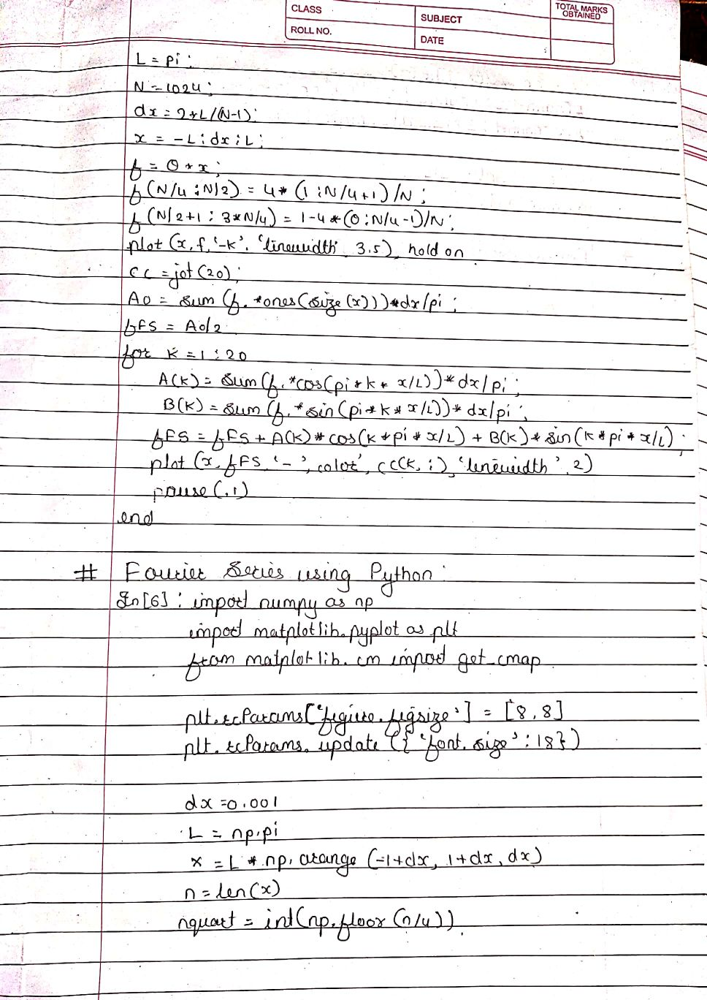 CLASS
ROLL NO.
SUBJECT
DATE
TOTAL MARKS
OBTAINED
L = pi;
N = 1024;
dx = 2*L/(N-1);
x = -L:dx:L;
f = 0*x;
f(N/4:N/2) = 4*(1:N/4+1)/N;
f(N/2+1:3*N/4) = 1-4*(0:N/4-1)/N;
plot(x,f,'-k','linewidth' 3.5), hold on
CC = jet(20);
A0 = sum(f.*ones(size(x)))*dx/pi;
fFS = A0/2
for k = 1:20
A(k) = sum(f.*cos(pi*k*x/L))*dx/pi;
B(k) = sum(f.*sin(pi*k*x/L))*dx/pi;
fFS = fFS + A(k)*cos(k*pi*x/L) + B(k)*sin(k*pi*x/L);
plot(x,fFS,'-','color', CC(k,:),'linewidth',2)
pause(.1)
end
# Fourier Series using Python:
In[6]: import numpy as np
import matplotlib.pyplot as plt
from matplotlib.cm import get_cmap
plt.rcParams['figure.figsize'] = [8,8]
plt.rcParams.update({'font.size':18})
dx = 0.001
L = np.pi
x = L * np.arange(-1+dx, 1+dx, dx)
n = len(x)
nquart = int(np.floor(n/4))